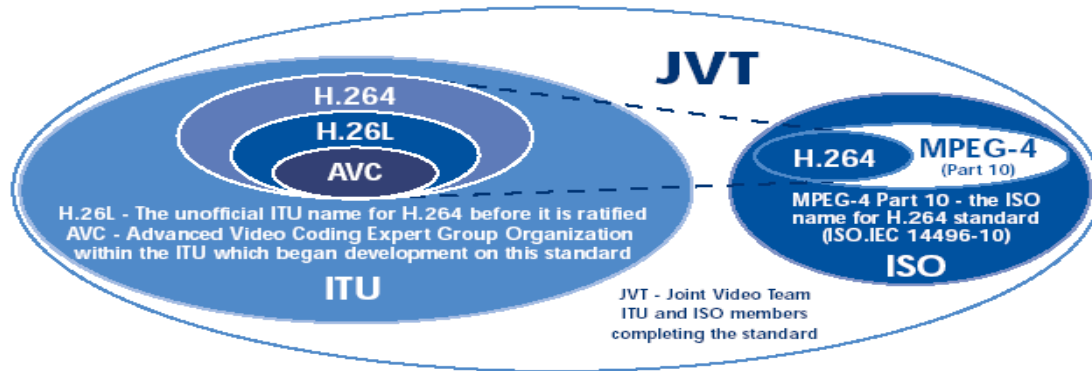 JVT
H.264
H.26L
AVC
H.26L - The unofficial ITU name for H.264 before it is ratified
AVC - Advanced Video Coding Expert Group Organization
within the ITU which began development on this standard
ITU
H.264
MPEG-4
(Part 10)
MPEG-4 Part 10 - the ISO
name for H.264 standard
(ISO.IEC 14496-10)
ISO
JVT - Joint Video Team
ITU and ISO members
completing the standard